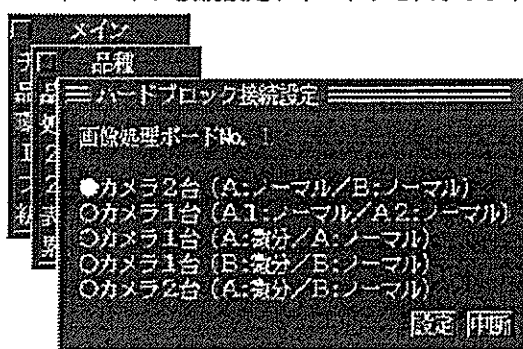 メイン
品種
ハードブロック接続設定
画像処理ボードNo. 1
●カメラ2台 (A:ノーマル/B:ノーマル)
○カメラ1台 (A1:ノーマル/A2:ノーマル)
○カメラ1台 (A:微分/A:ノーマル)
○カメラ1台 (B:微分/B:ノーマル)
○カメラ2台 (A:微分/B:ノーマル)
設定 中断